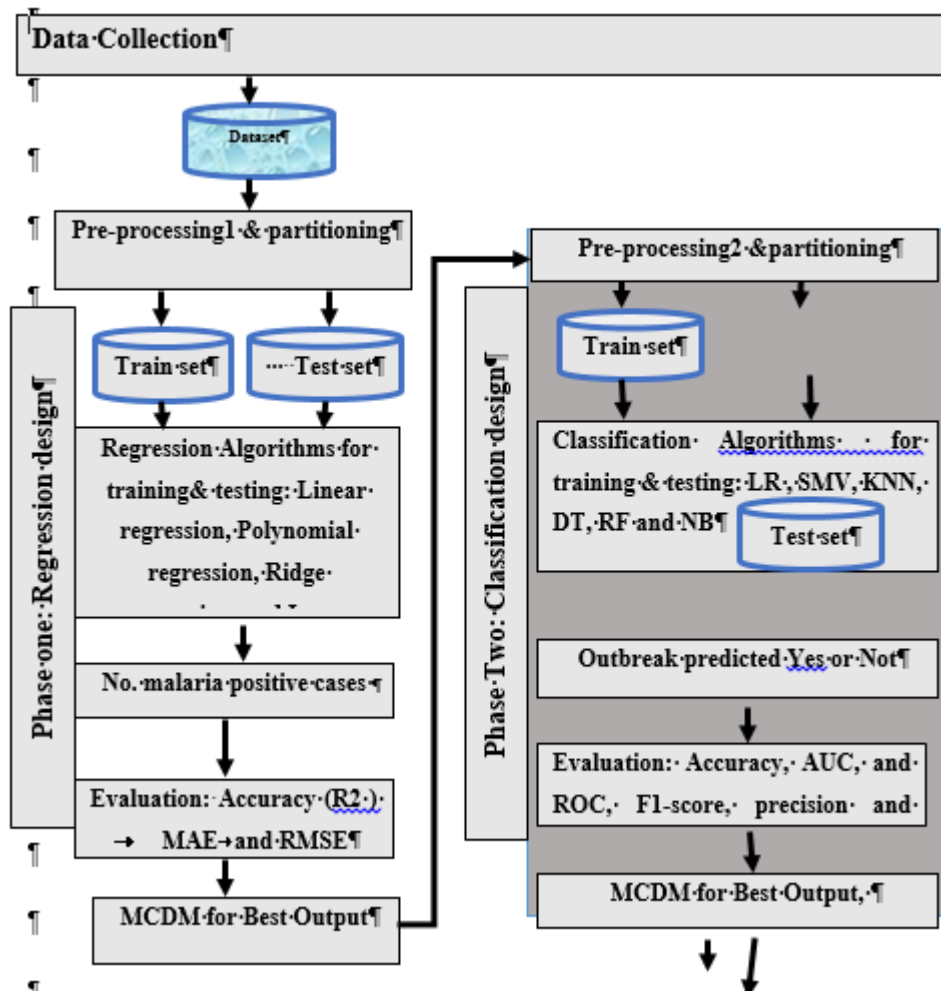 Data·Collection¶
Dataset¶
Pre-processing1·&·partitioning¶
Train·set¶
Test·set¶
Phase·one:·Regression·design¶
Regression·Algorithms·for·
training&·testing:·Linear·
regression,·Polynomial·
regression,·Ridge·
No.·malaria·positive·cases·¶
Evaluation:·Accuracy·(R2·)·
→ MAE→and·RMSE¶
MCDM·for·Best·Output¶
Pre-processing2·&partitioning¶
Train·set¶
Phase·Two:·Classification·design¶
Classification· Algorithms· · for·
training·&·testing:·LR·,·SMV,·KNN,·
DT,·RF·and·NB¶
Test·set¶
Outbreak·predicted·Yes·or·Not¶
Evaluation:· Accuracy,· AUC,· and·
ROC,· F1-score,· precision· and·
MCDM·for·Best·Output,·¶